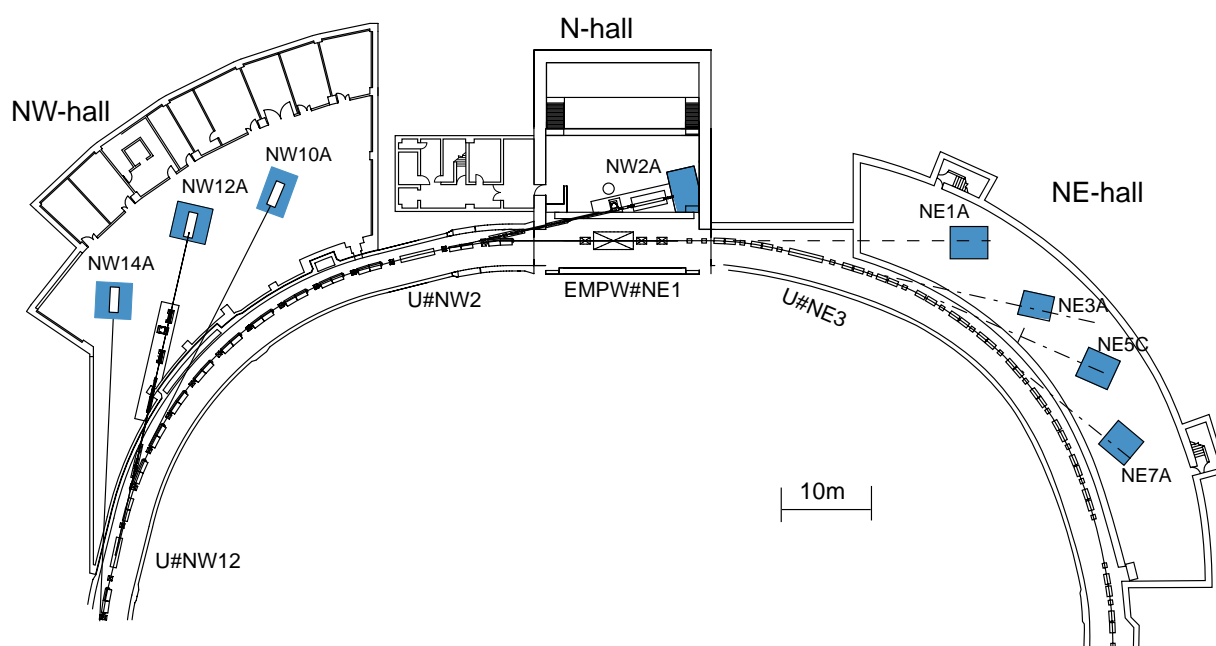 N-hall
NW-hall
NW10A
NW2A
NW12A
NE-hall
NE1A
NW14A
U#NW2
EMPW#NE1
U#NE3
NE3A
NE5C
NE7A
10m
U#NW12